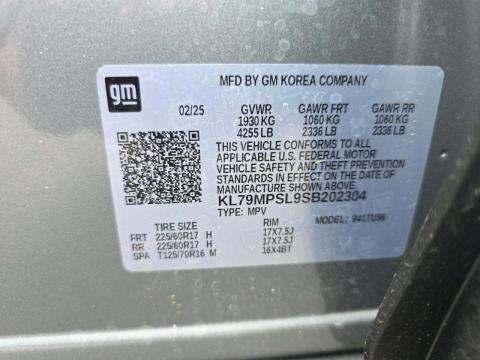 gm
MFD BY GM KOREA COMPANY
02/25 GVWR GAWR FRT GAWR RR
1930 KG 1060 KG 1060 KG
4255 LB 2336 LB 2336 LB
THIS VEHICLE CONFORMS TO ALL
APPLICABLE U.S. FEDERAL MOTOR
VEHICLE SAFETY AND THEFT PREVENTION
STANDARDS IN EFFECT ON THE DATE OF
MANUFACTURE SHOWN ABOVE.
KL79MPSL9SB202304
TYPE: MPV MODEL: 9417U56
TIRE SIZE RIM
FRT 225/60R17 H 17X7.5J
RR 225/60R17 H 17X7.5J
SPA T125/70R16 M 16X4BT